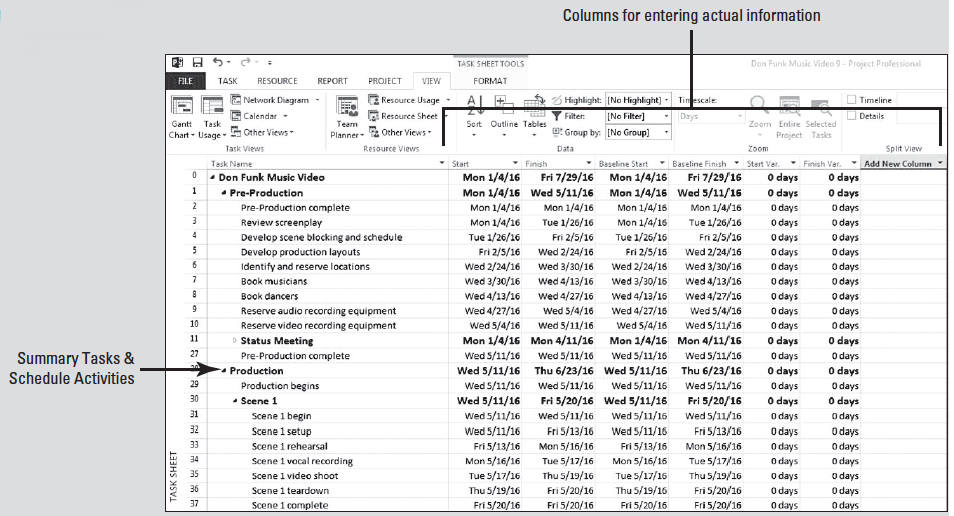 Columns for entering actual information
TASK SHEET TOOLS
Don Funk Music Video 9 - Project Professional
FILE TASK RESOURCE REPORT PROJECT VIEW FORMAT
Gantt Chart Task Usage Network Diagram Calendar Other Views
Team Planner Resource Usage Resource Sheet Other Views
Sort Outline Tables Highlight: [No Highlight] Filter: [No Filter] Group by: [No Group]
Timescale: Days Zoom Entire Project Selected Tasks
Timeline Details
Task Views Resource Views Data Zoom Split View
Task Name Start Finish Baseline Start Baseline Finish Start Var. Finish Var. Add New Column
0 Don Funk Music Video Mon 1/4/16 Fri 7/29/16 Mon 1/4/16 Fri 7/29/16 0 days 0 days
1 Pre-Production Mon 1/4/16 Wed 5/11/16 Mon 1/4/16 Wed 5/11/16 0 days 0 days
2 Pre-Production complete Mon 1/4/16 Mon 1/4/16 Mon 1/4/16 Mon 1/4/16 0 days 0 days
3 Review screenplay Mon 1/4/16 Tue 1/26/16 Mon 1/4/16 Tue 1/26/16 0 days 0 days
4 Develop scene blocking and schedule Tue 1/26/16 Fri 2/5/16 Tue 1/26/16 Fri 2/5/16 0 days 0 days
5 Develop production layouts Fri 2/5/16 Wed 2/24/16 Fri 2/5/16 Wed 2/24/16 0 days 0 days
6 Identify and reserve locations Wed 2/24/16 Wed 3/30/16 Wed 2/24/16 Wed 3/30/16 0 days 0 days
7 Book musicians Wed 3/30/16 Wed 4/13/16 Wed 3/30/16 Wed 4/13/16 0 days 0 days
8 Book dancers Wed 4/13/16 Wed 4/27/16 Wed 4/13/16 Wed 4/27/16 0 days 0 days
9 Reserve audio recording equipment Wed 4/27/16 Wed 5/4/16 Wed 4/27/16 Wed 5/4/16 0 days 0 days
10 Reserve video recording equipment Wed 5/4/16 Wed 5/11/16 Wed 5/4/16 Wed 5/11/16 0 days 0 days
11 Status Meeting Mon 1/4/16 Mon 4/11/16 Mon 1/4/16 Mon 4/11/16 0 days 0 days
27 Pre-Production complete Wed 5/11/16 Wed 5/11/16 Wed 5/11/16 Wed 5/11/16 0 days 0 days
Summary Tasks &
Schedule Activities
Production Wed 5/11/16 Thu 6/23/16 Wed 5/11/16 Thu 6/23/16 0 days 0 days
29 Production begins Wed 5/11/16 Wed 5/11/16 Wed 5/11/16 Wed 5/11/16 0 days 0 days
30 Scene 1 Wed 5/11/16 Fri 5/20/16 Wed 5/11/16 Fri 5/20/16 0 days 0 days
31 Scene 1 begin Wed 5/11/16 Wed 5/11/16 Wed 5/11/16 Wed 5/11/16 0 days 0 days
32 Scene 1 setup Wed 5/11/16 Fri 5/13/16 Wed 5/11/16 Fri 5/13/16 0 days 0 days
33 Scene 1 rehearsal Fri 5/13/16 Mon 5/16/16 Fri 5/13/16 Mon 5/16/16 0 days 0 days
34 Scene 1 vocal recording Mon 5/16/16 Tue 5/17/16 Mon 5/16/16 Tue 5/17/16 0 days 0 days
35 Scene 1 video shoot Tue 5/17/16 Thu 5/19/16 Tue 5/17/16 Thu 5/19/16 0 days 0 days
36 Scene 1 teardown Thu 5/19/16 Fri 5/20/16 Thu 5/19/16 Fri 5/20/16 0 days 0 days
37 Scene 1 complete Fri 5/20/16 Fri 5/20/16 Fri 5/20/16 Fri 5/20/16 0 days 0 days
TASK SHEET